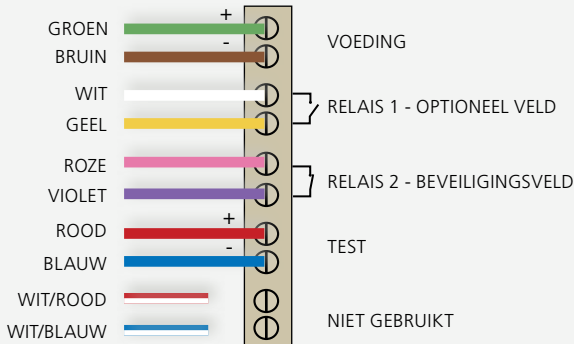 GROEN + VOEDING
BRUIN -
WIT RELAIS 1 - OPTIONEEL VELD
GEEL
ROZE RELAIS 2 - BEVEILIGINGSVELD
VIOLET
ROOD + TEST
BLAUW -
WIT/ROOD NIET GEBRUIKT
WIT/BLAUW